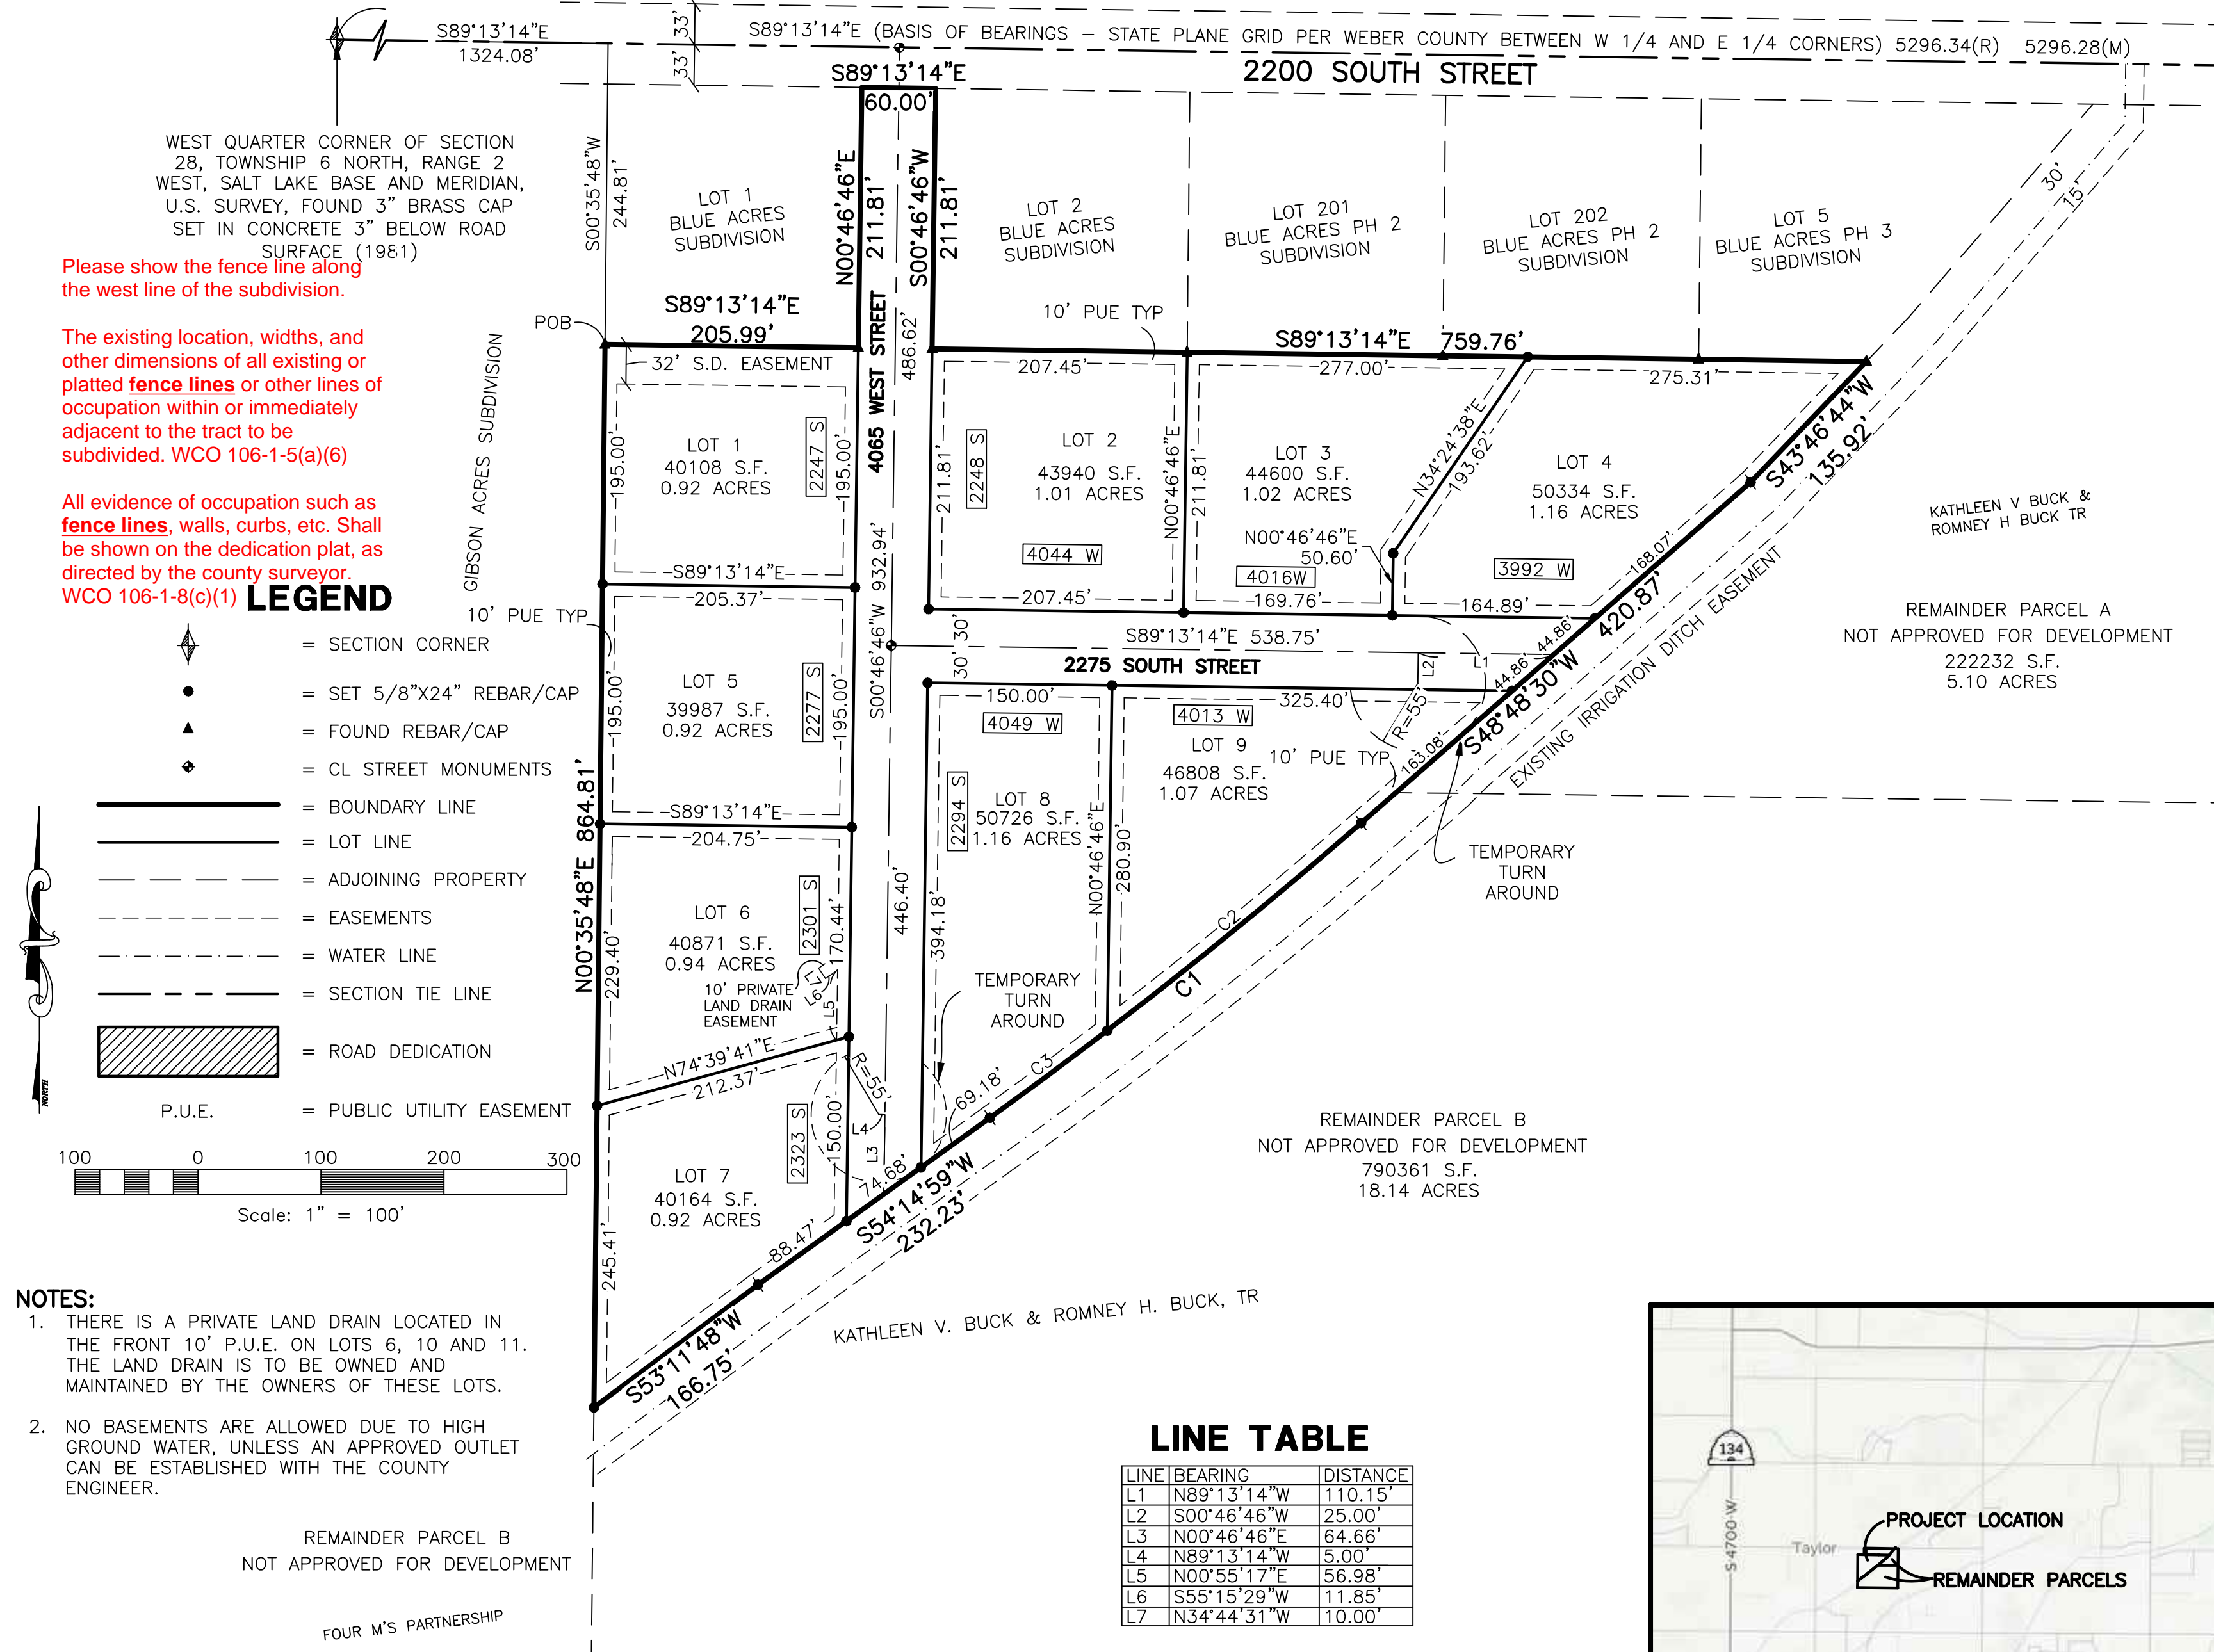 S89°13'14"E
1324.08'
33'
33'
S89°13'14"E (BASIS OF BEARINGS – STATE PLANE GRID PER WEBER COUNTY BETWEEN W 1/4 AND E 1/4 CORNERS) 5296.34(R) 5296.28(M)
2200 SOUTH STREET
S89°13'14"E
60.00'
WEST QUARTER CORNER OF SECTION
28, TOWNSHIP 6 NORTH, RANGE 2
WEST, SALT LAKE BASE AND MERIDIAN,
U.S. SURVEY, FOUND 3" BRASS CAP
SET IN CONCRETE 3" BELOW ROAD
SURFACE (1981)
Please show the fence line along
the west line of the subdivision.
The existing location, widths, and
other dimensions of all existing or
platted fence lines or other lines of
occupation within or immediately
adjacent to the tract to be
subdivided. WCO 106-1-5(a)(6)
All evidence of occupation such as
fence lines, walls, curbs, etc. Shall
be shown on the dedication plat, as
directed by the county surveyor.
WCO 106-1-8(c)(1)
S00°35'48"W
244.81'
LOT 1
BLUE ACRES
SUBDIVISION
N00°46'46"E
211.81'
S00°46'46"W
211.81'
LOT 2
BLUE ACRES
SUBDIVISION
LOT 201
BLUE ACRES PH 2
SUBDIVISION
LOT 202
BLUE ACRES PH 2
SUBDIVISION
LOT 5
BLUE ACRES PH 3
SUBDIVISION
30'
15'
POB
S89°13'14"E
205.99'
32' S.D. EASEMENT
4065 WEST STREET
486.62'
10' PUE TYP
S89°13'14"E 759.76'
207.45'
277.00'
275.31'
S43°46'44"W
135.92'
GIBSON ACRES SUBDIVISION
195.00'
LOT 1
40108 S.F.
0.92 ACRES
2247 S
195.00'
211.81'
2248 S
LOT 2
43940 S.F.
1.01 ACRES
4044 W
N00°46'46"E
211.81'
LOT 3
44600 S.F.
1.02 ACRES
N34°24'38"E
193.62'
N00°46'46"E
50.60'
4016W
LOT 4
50334 S.F.
1.16 ACRES
3992 W
168.07'
KATHLEEN V BUCK &
ROMNEY H BUCK TR
S89°13'14"E
205.37'
207.45'
169.76'
164.89'
420.87'
S48°48'30"W
44.86'
44.86'
EXISTING IRRIGATION DITCH EASEMENT
REMAINDER PARCEL A
NOT APPROVED FOR DEVELOPMENT
222232 S.F.
5.10 ACRES
10' PUE TYP
S00°46'46"W 932.94'
30'
30'
S89°13'14"E 538.75'
2275 SOUTH STREET
L2
L1
R=55'
195.00'
LOT 5
39987 S.F.
0.92 ACRES
2277 S
195.00'
150.00'
4049 W
325.40'
4013 W
LOT 9
46808 S.F.
1.07 ACRES
10' PUE TYP
163.08'
TEMPORARY
TURN
AROUND
N00°35'48"E 864.81'
S89°13'14"E
204.75'
LOT 6
40871 S.F.
0.94 ACRES
229.40'
2301 S
170.44'
10' PRIVATE
LAND DRAIN
EASEMENT
L7
L6
L5
446.40'
394.18'
2294 S
LOT 8
50726 S.F.
1.16 ACRES
N00°46'46"E
280.90'
C2
C1
C3
TEMPORARY
TURN
AROUND
69.18'
N74°39'41"E
212.37'
R=55'
L4
L3
2323 S
150.00'
LOT 7
40164 S.F.
0.92 ACRES
245.41'
74.68'
88.47'
S54°14'59"W
232.23'
S53°11'48"W
166.75'
KATHLEEN V. BUCK & ROMNEY H. BUCK, TR
REMAINDER PARCEL B
NOT APPROVED FOR DEVELOPMENT
790361 S.F.
18.14 ACRES
LEGEND
= SECTION CORNER
= SET 5/8"X24" REBAR/CAP
= FOUND REBAR/CAP
= CL STREET MONUMENTS
= BOUNDARY LINE
= LOT LINE
= ADJOINING PROPERTY
= EASEMENTS
= WATER LINE
= SECTION TIE LINE
= ROAD DEDICATION
P.U.E. = PUBLIC UTILITY EASEMENT
NORTH
100 0 100 200 300
Scale: 1" = 100'
NOTES:
1. THERE IS A PRIVATE LAND DRAIN LOCATED IN
THE FRONT 10' P.U.E. ON LOTS 6, 10 AND 11.
THE LAND DRAIN IS TO BE OWNED AND
MAINTAINED BY THE OWNERS OF THESE LOTS.
2. NO BASEMENTS ARE ALLOWED DUE TO HIGH
GROUND WATER, UNLESS AN APPROVED OUTLET
CAN BE ESTABLISHED WITH THE COUNTY
ENGINEER.
REMAINDER PARCEL B
NOT APPROVED FOR DEVELOPMENT
FOUR M'S PARTNERSHIP
LINE TABLE
LINE BEARING DISTANCE
L1 N89°13'14"W 110.15'
L2 S00°46'46"W 25.00'
L3 N00°46'46"E 64.66'
L4 N89°13'14"W 5.00'
L5 N00°55'17"E 56.98'
L6 S55°15'29"W 11.85'
L7 N34°44'31"W 10.00'
134
S 4700 W
Taylor
PROJECT LOCATION
REMAINDER PARCELS